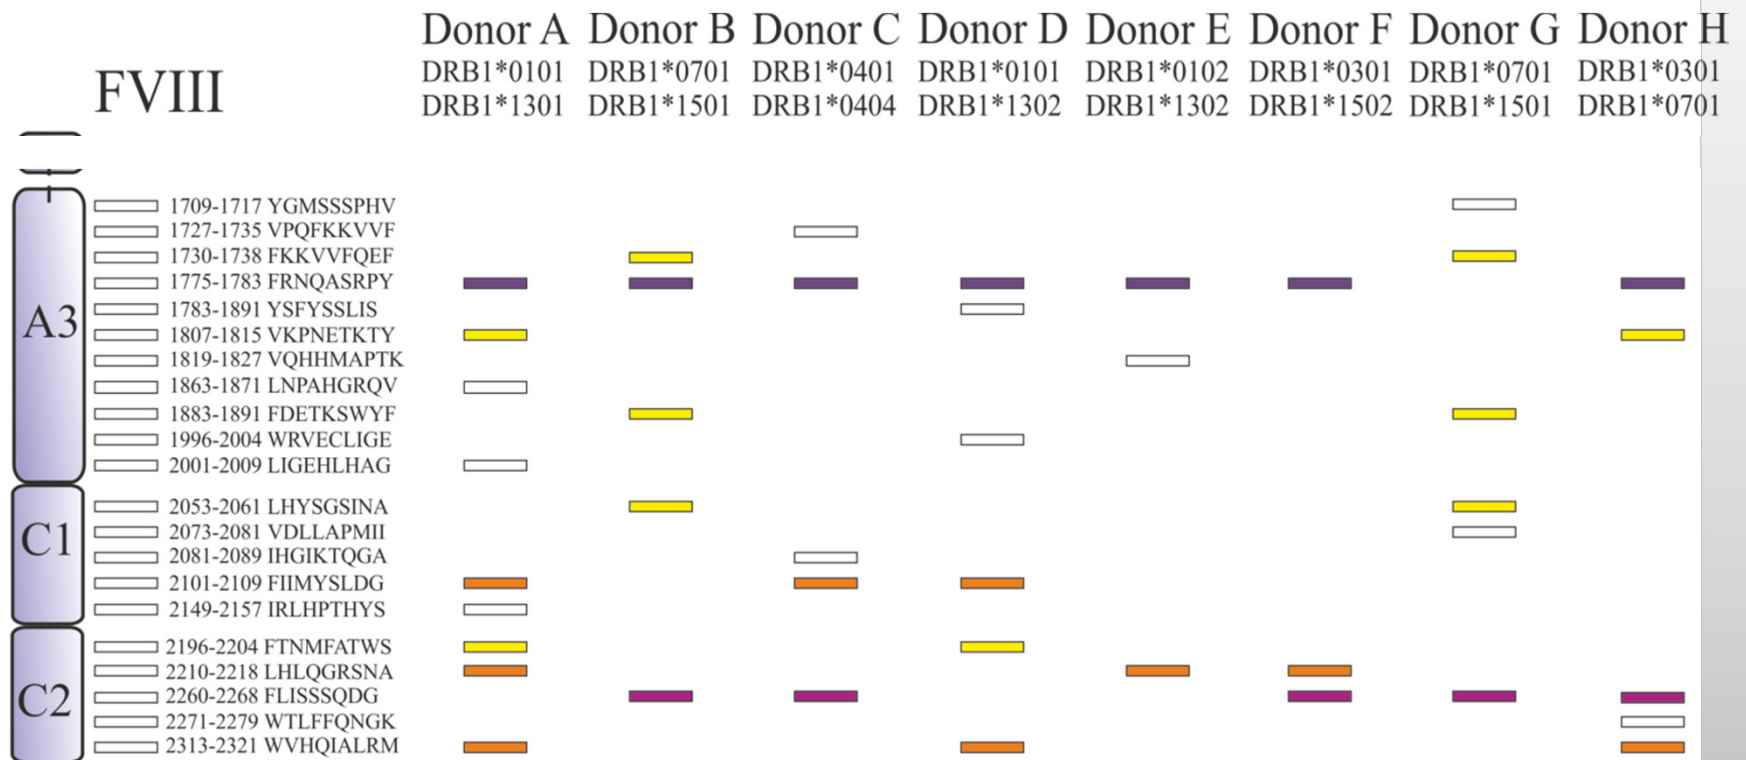 Donor A Donor B Donor C Donor D Donor E Donor F Donor G Donor H
DRB1*0101 DRB1*0701 DRB1*0401 DRB1*0101 DRB1*0102 DRB1*0301 DRB1*0701 DRB1*0301
DRB1*1301 DRB1*1501 DRB1*0404 DRB1*1302 DRB1*1302 DRB1*1502 DRB1*1501 DRB1*0701
FVIII
A3
1709-1717 YGMSSSPHV
1727-1735 VPQFKKVVF
1730-1738 FKKVVFQEF
1775-1783 FRNQASRPY
1783-1891 YSFYSSLIS
1807-1815 VKPNETKTY
1819-1827 VQHHMAPTK
1863-1871 LNPAHGRQV
1883-1891 FDETKSWYF
1996-2004 WRVECLIGE
2001-2009 LIGEHLHAG
C1
2053-2061 LHYSGSINA
2073-2081 VDLLAPMII
2081-2089 IHGIKTQGA
2101-2109 FIIMYSLDG
2149-2157 IRLHPTHYS
C2
2196-2204 FTNMFATWS
2210-2218 LHLQGRSNA
2260-2268 FLISSSQDG
2271-2279 WTLFFQNGK
2313-2321 WVHQIALRM